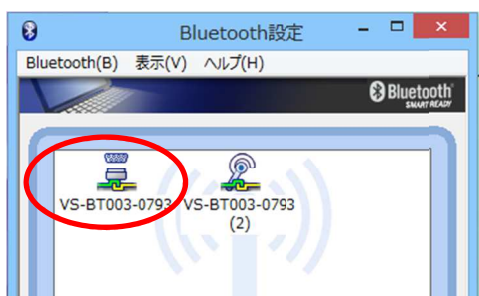 Bluetooth設定
Bluetooth(B) 表示(V) ヘルプ(H)
Bluetooth
SMART READY
VS-BT003-0793 VS-BT003-0793
(2)